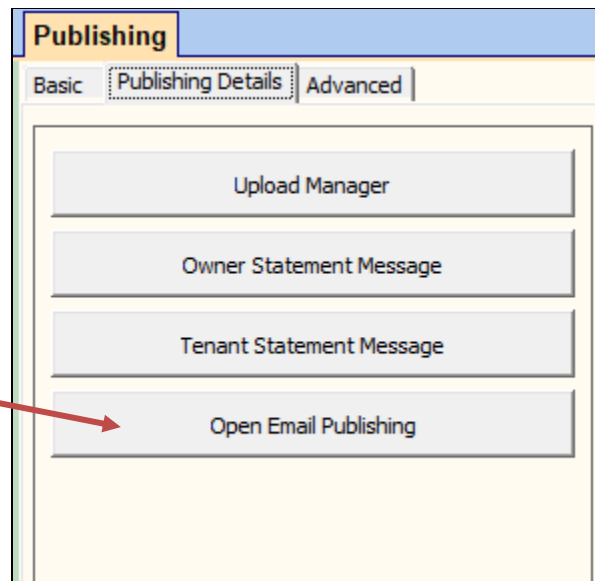 Publishing
Basic Publishing Details Advanced
Upload Manager
Owner Statement Message
Tenant Statement Message
Open Email Publishing